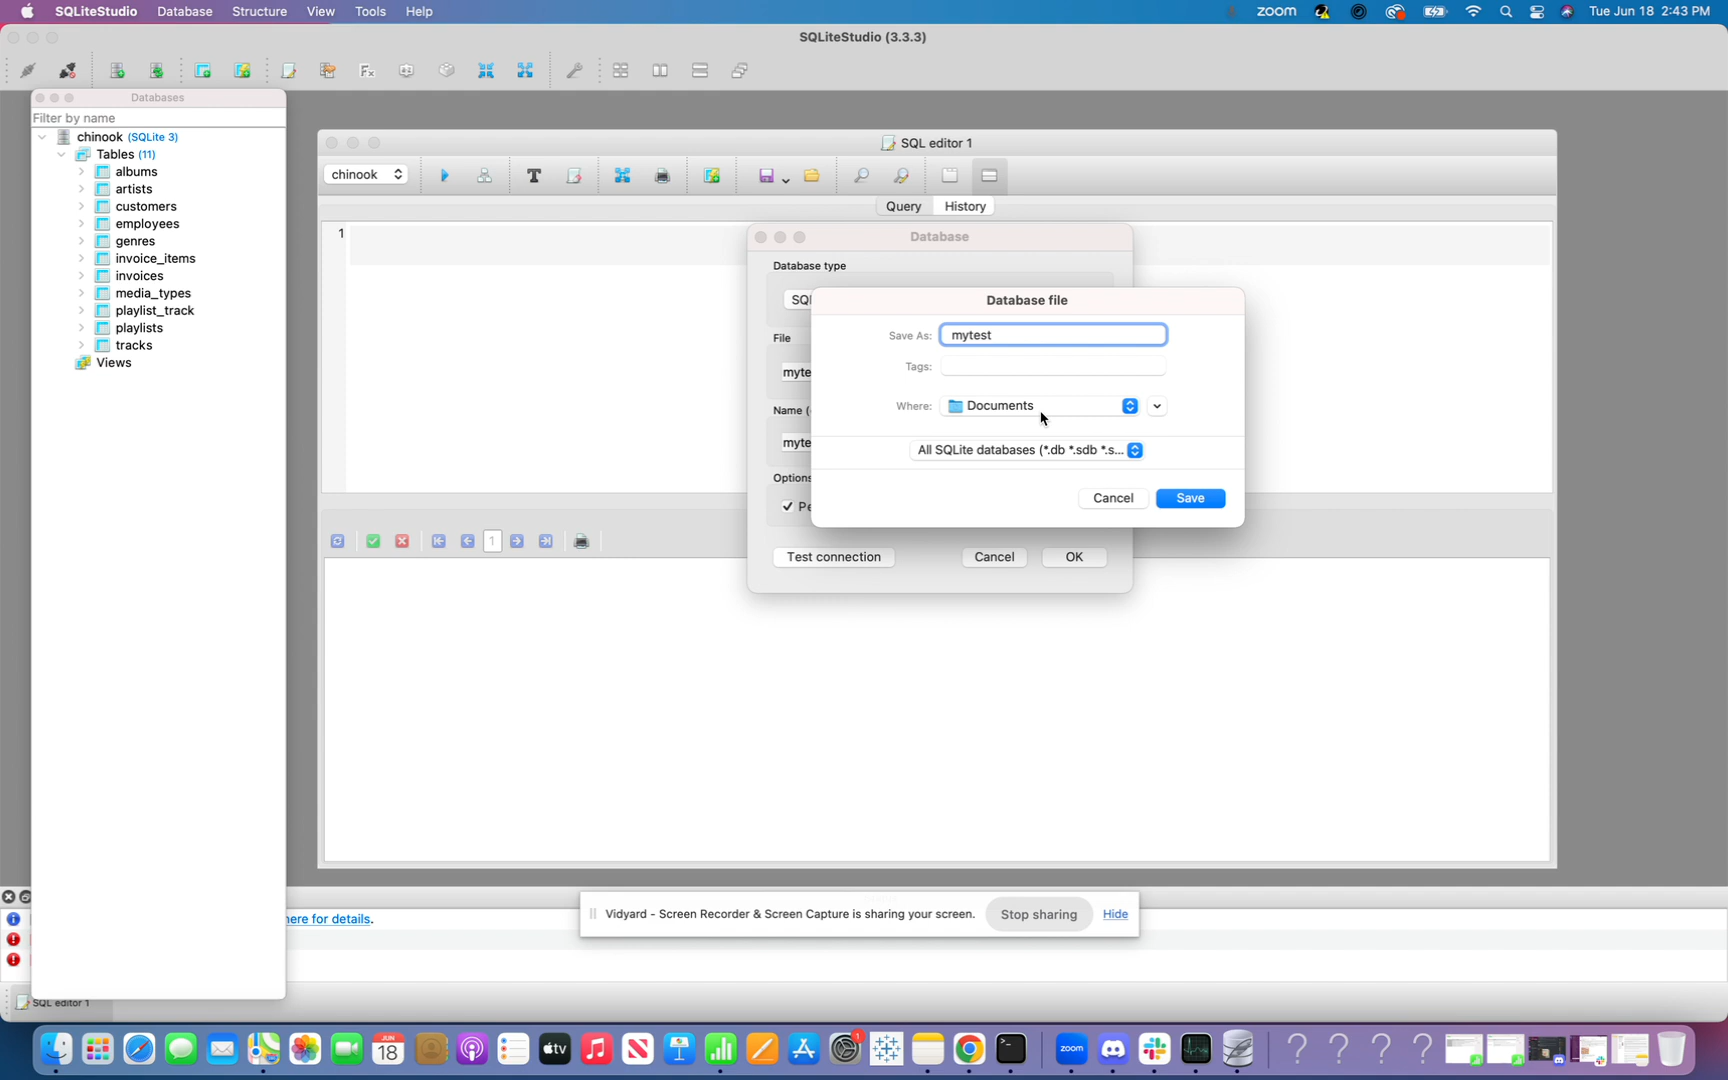 SQLiteStudio Database Structure View Tools Help
zoom Tue Jun 18 2:43 PM
SQLiteStudio (3.3.3)
Databases
Filter by name
chinook (SQLite 3)
Tables (11)
albums
artists
customers
employees
genres
invoice_items
invoices
media_types
playlist_track
playlists
tracks
Views
SQL editor 1
chinook
Query History
1
Database
Database type
SQ
File
myte
Name (
myte
Options
Pe
Test connection Cancel OK
Database file
Save As: mytest
Tags:
Where: Documents
All SQLite databases (*.db *.sdb *.s...
Cancel Save
1
here for details.
Vidyard - Screen Recorder & Screen Capture is sharing your screen. Stop sharing Hide
SQL editor 1
JUN
18
tv
1
zoom